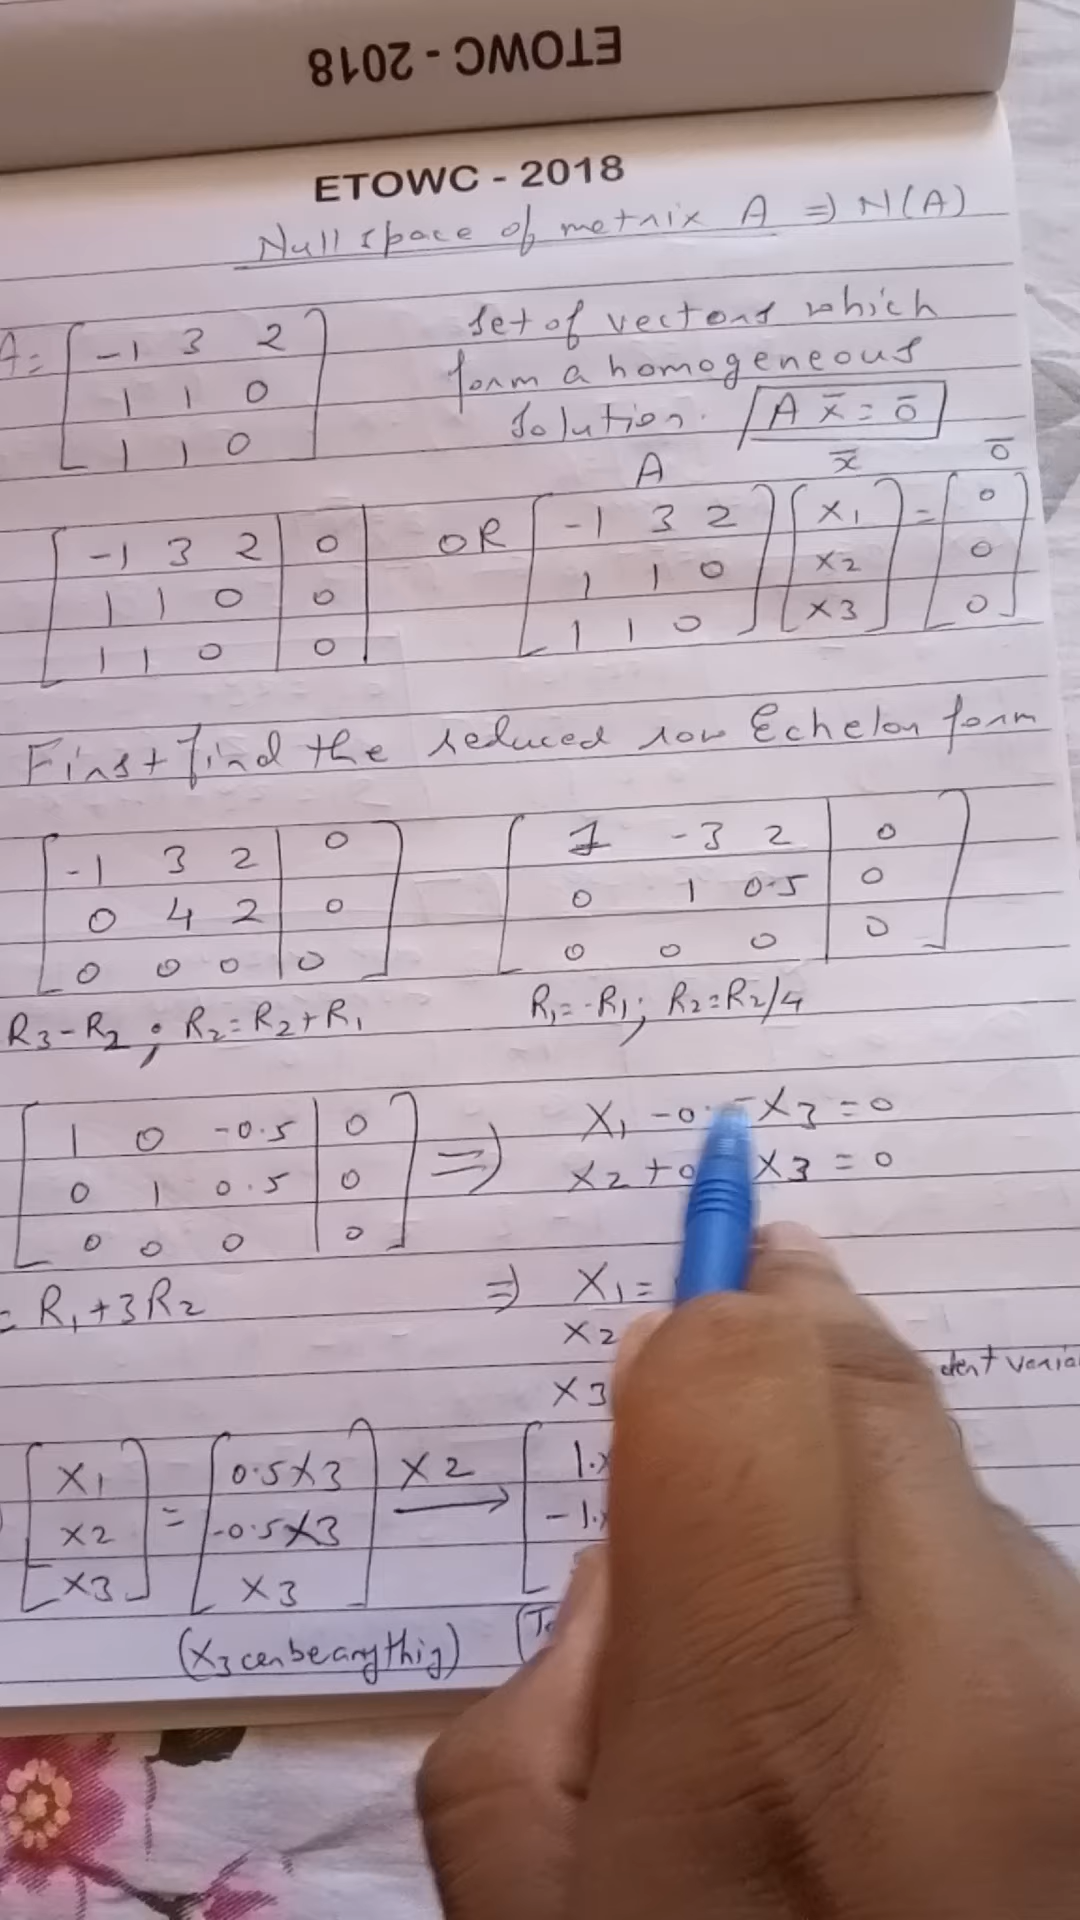 ETOWC - 2018
ETOWC - 2018
Null space of metrix A ⇒ N(A)
A= [ -1 3 2
1 1 0
1 1 0 ]
set of vectors which
form a homogeneous
solution. A x̄ = ō
[ -1 3 2 | 0
1 1 0 | 0
1 1 0 | 0 ]
OR
A x̄ ō
[ -1 3 2 ] [ x1 ] = [ 0 ]
[ 1 1 0 ] [ x2 ] [ 0 ]
[ 1 1 0 ] [ x3 ] [ 0 ]
First find the reduced row Echelon form
[ -1 3 2 | 0
0 4 2 | 0
0 0 0 | 0 ]
R3-R2 ; R2=R2+R1
[ 1 -3 2 | 0
0 1 0.5 | 0
0 0 0 | 0 ]
R1=-R1; R2=R2/4
[ 1 0 -0.5 | 0
0 1 0.5 | 0
0 0 0 | 0 ]
= R1+3R2
⇒ x1 -0. x3 = 0
x2 +0 x3 = 0
⇒ x1 =
x2
x3
[ x1 ] = [ 0.5x3 ] x2 → [ 1.
[ x2 ] [ -0.5x3 ] -1.
[ x3 ] [ x3 ]
(x3 can be anythig)